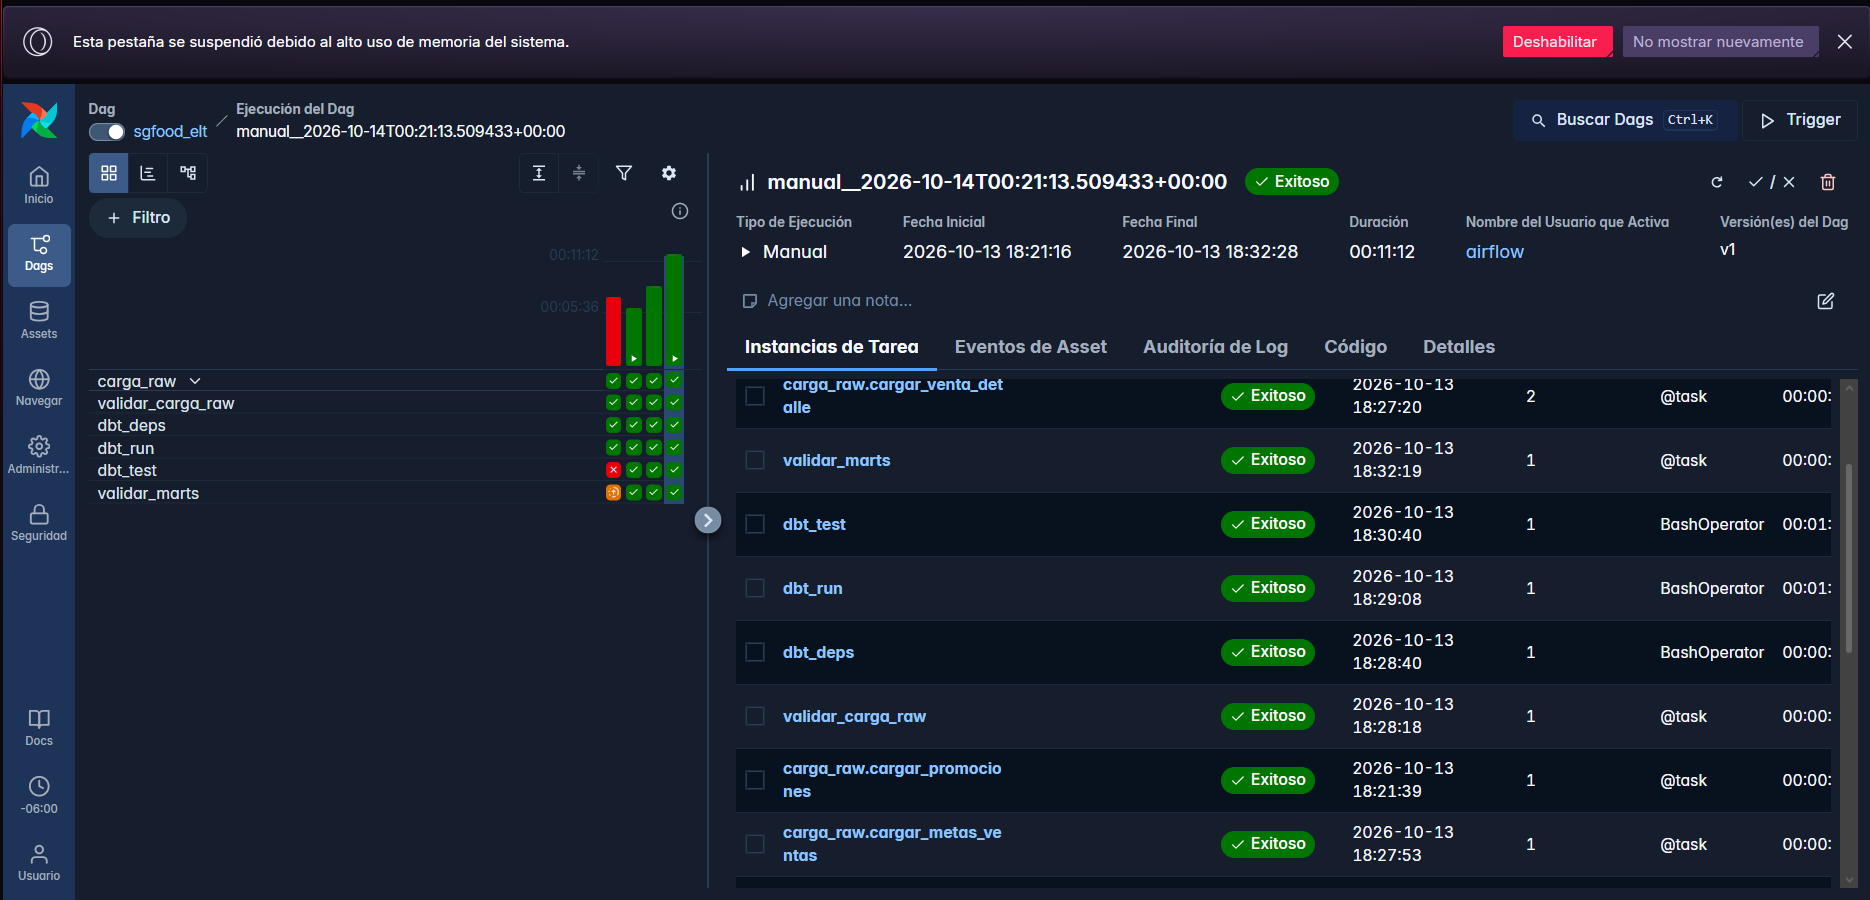 Esta pestaña se suspendió debido al alto uso de memoria del sistema.
Deshabilitar
No mostrar nuevamente
Inicio
Dags
Assets
Navegar
Administr...
Seguridad
Docs
-06:00
Usuario
Dag
sgfood_elt
/
Ejecución del Dag
manual__2026-10-14T00:21:13.509433+00:00
Buscar Dags Ctrl+K
Trigger
+ Filtro
00:11:12
00:05:36
carga_raw
validar_carga_raw
dbt_deps
dbt_run
dbt_test
validar_marts
manual__2026-10-14T00:21:13.509433+00:00
Exitoso
/
Tipo de Ejecución
Manual
Fecha Inicial
2026-10-13 18:21:16
Fecha Final
2026-10-13 18:32:28
Duración
00:11:12
Nombre del Usuario que Activa
airflow
Versión(es) del Dag
v1
Agregar una nota...
Instancias de Tarea
Eventos de Asset
Auditoría de Log
Código
Detalles
carga_raw.cargar_venta_det
alle
Exitoso
2026-10-13
18:27:20
2
@task
00:00:
validar_marts
Exitoso
2026-10-13
18:32:19
1
@task
00:00:
dbt_test
Exitoso
2026-10-13
18:30:40
1
BashOperator
00:01:
dbt_run
Exitoso
2026-10-13
18:29:08
1
BashOperator
00:01:
dbt_deps
Exitoso
2026-10-13
18:28:40
1
BashOperator
00:00:
validar_carga_raw
Exitoso
2026-10-13
18:28:18
1
@task
00:00:
carga_raw.cargar_promocio
nes
Exitoso
2026-10-13
18:21:39
1
@task
00:00:
carga_raw.cargar_metas_ve
ntas
Exitoso
2026-10-13
18:27:53
1
@task
00:00: